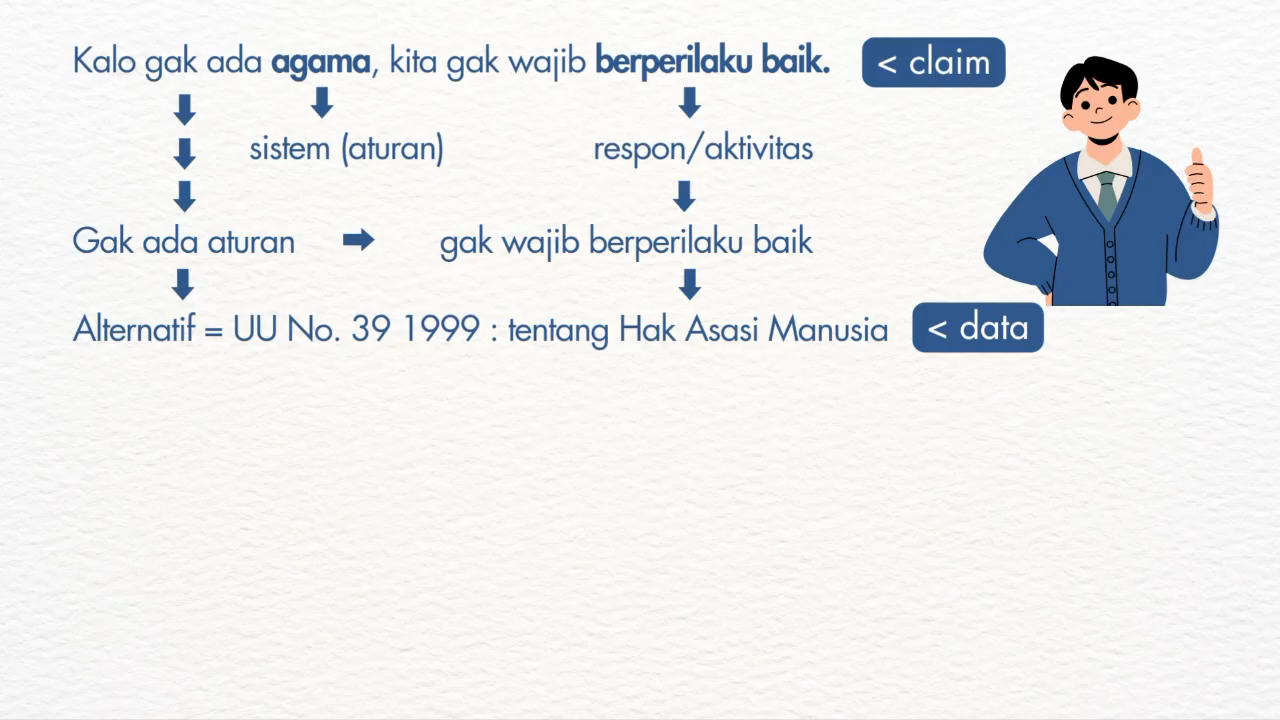 Kalo gak ada agama, kita gak wajib berperilaku baik. < claim
sistem (aturan) respon/aktivitas
Gak ada aturan gak wajib berperilaku baik
Alternatif = UU No. 39 1999 : tentang Hak Asasi Manusia < data